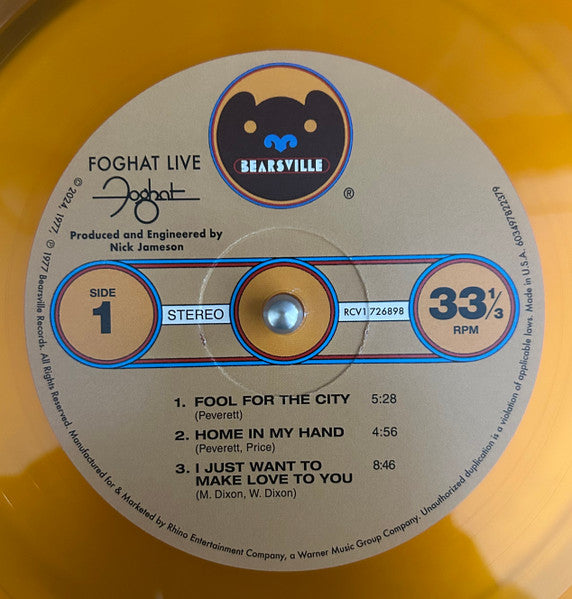 BEARSVILLE
®
FOGHAT LIVE
Foghat
Produced and Engineered by
Nick Jameson
SIDE
1
STEREO
RCV1 726898
33 1/3
RPM
1. FOOL FOR THE CITY 5:28
(Peverett)
2. HOME IN MY HAND 4:56
(Peverett, Price)
3. I JUST WANT TO 8:46
MAKE LOVE TO YOU
(M. Dixon, W. Dixon)
℗ 2024, 1977, © 1977 Bearsville Records. All Rights Reserved. Manufactured for & Marketed by Rhino Entertainment Company, a Warner Music Group Company. Unauthorized duplication is a violation of applicable laws. Made in U.S.A. 603497822379